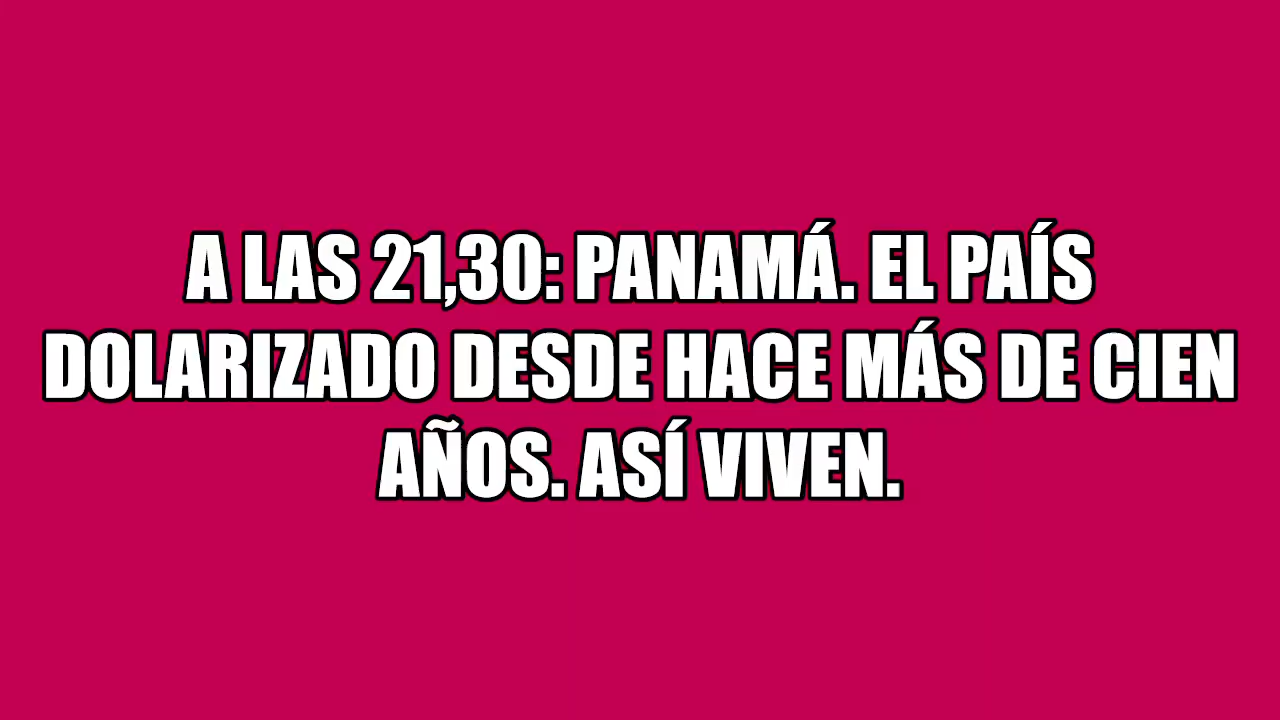 A LAS 21,30: PANAMÁ. EL PAÍS
DOLARIZADO DESDE HACE MÁS DE CIEN
AÑOS. ASÍ VIVEN.